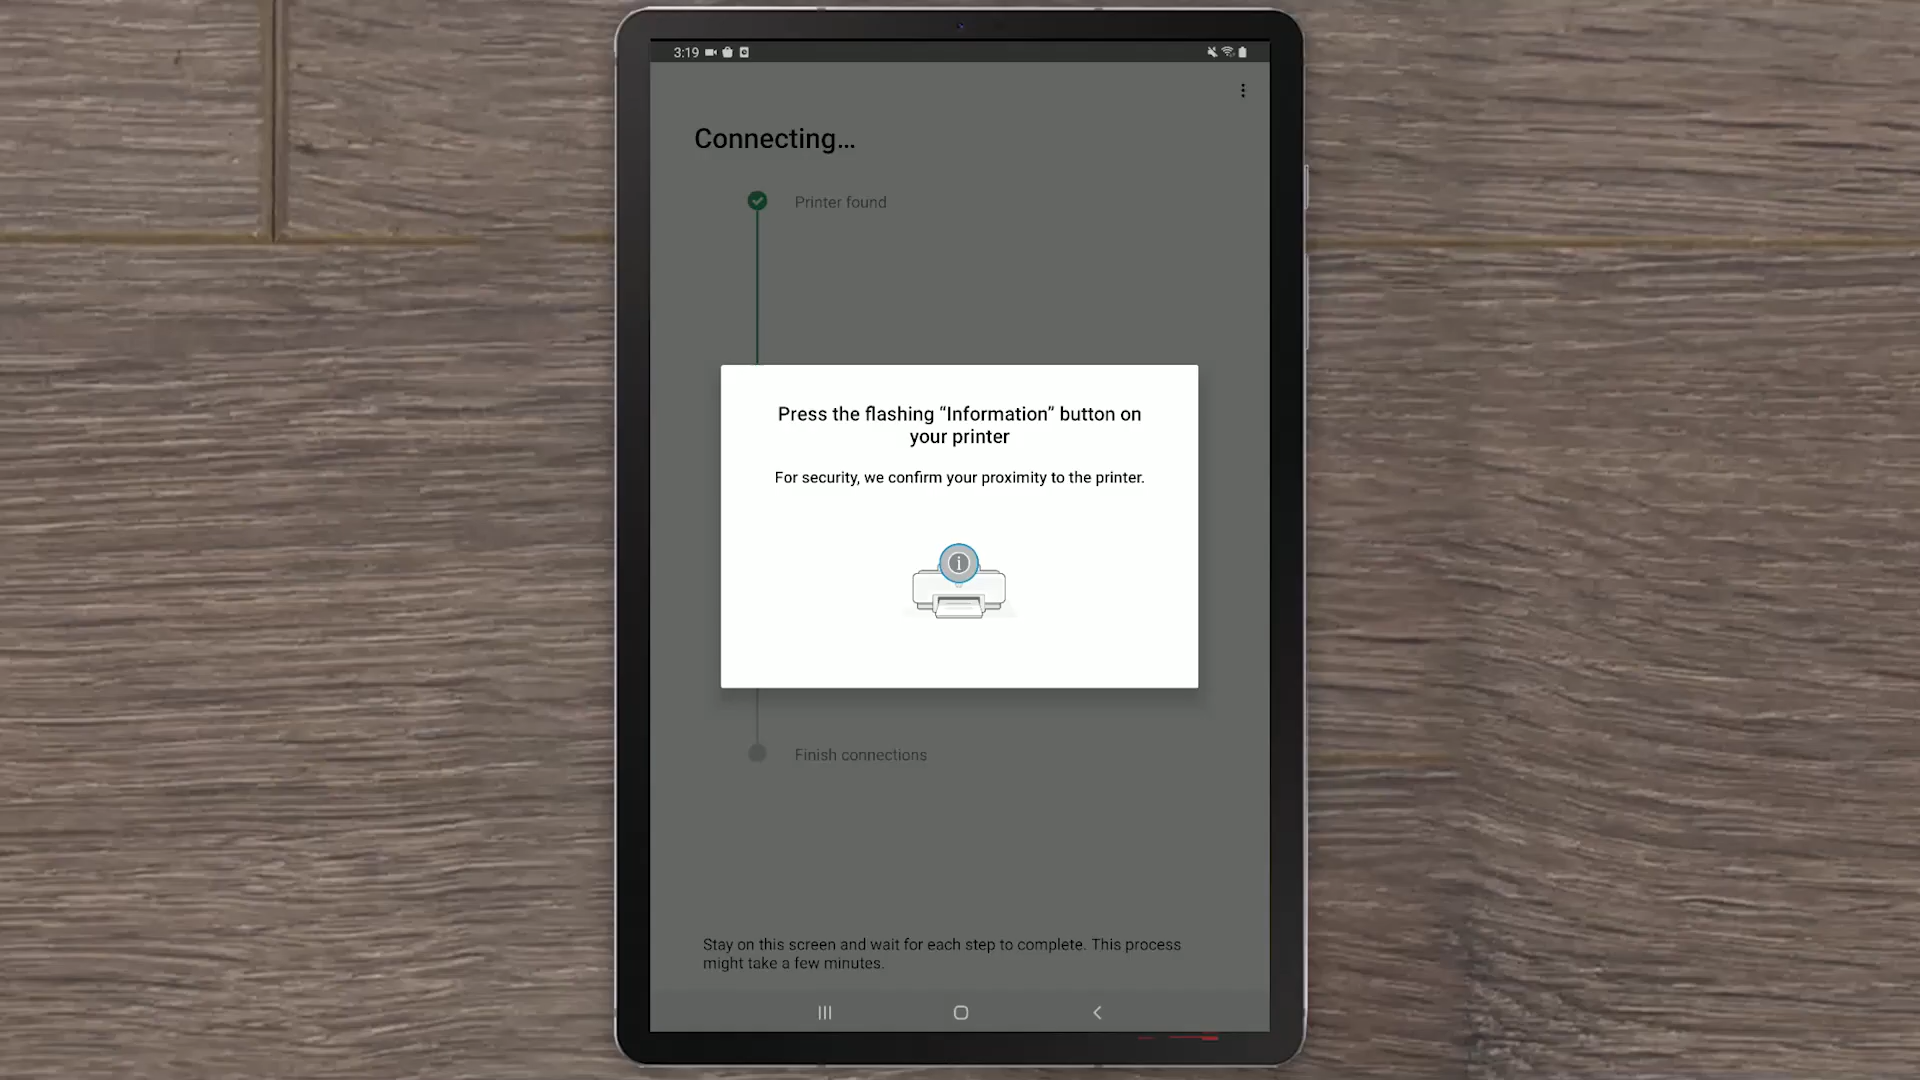 3:19
Connecting...
Printer found
Press the flashing “Information” button on
your printer
For security, we confirm your proximity to the printer.
i
Finish connections
Stay on this screen and wait for each step to complete. This process
might take a few minutes.